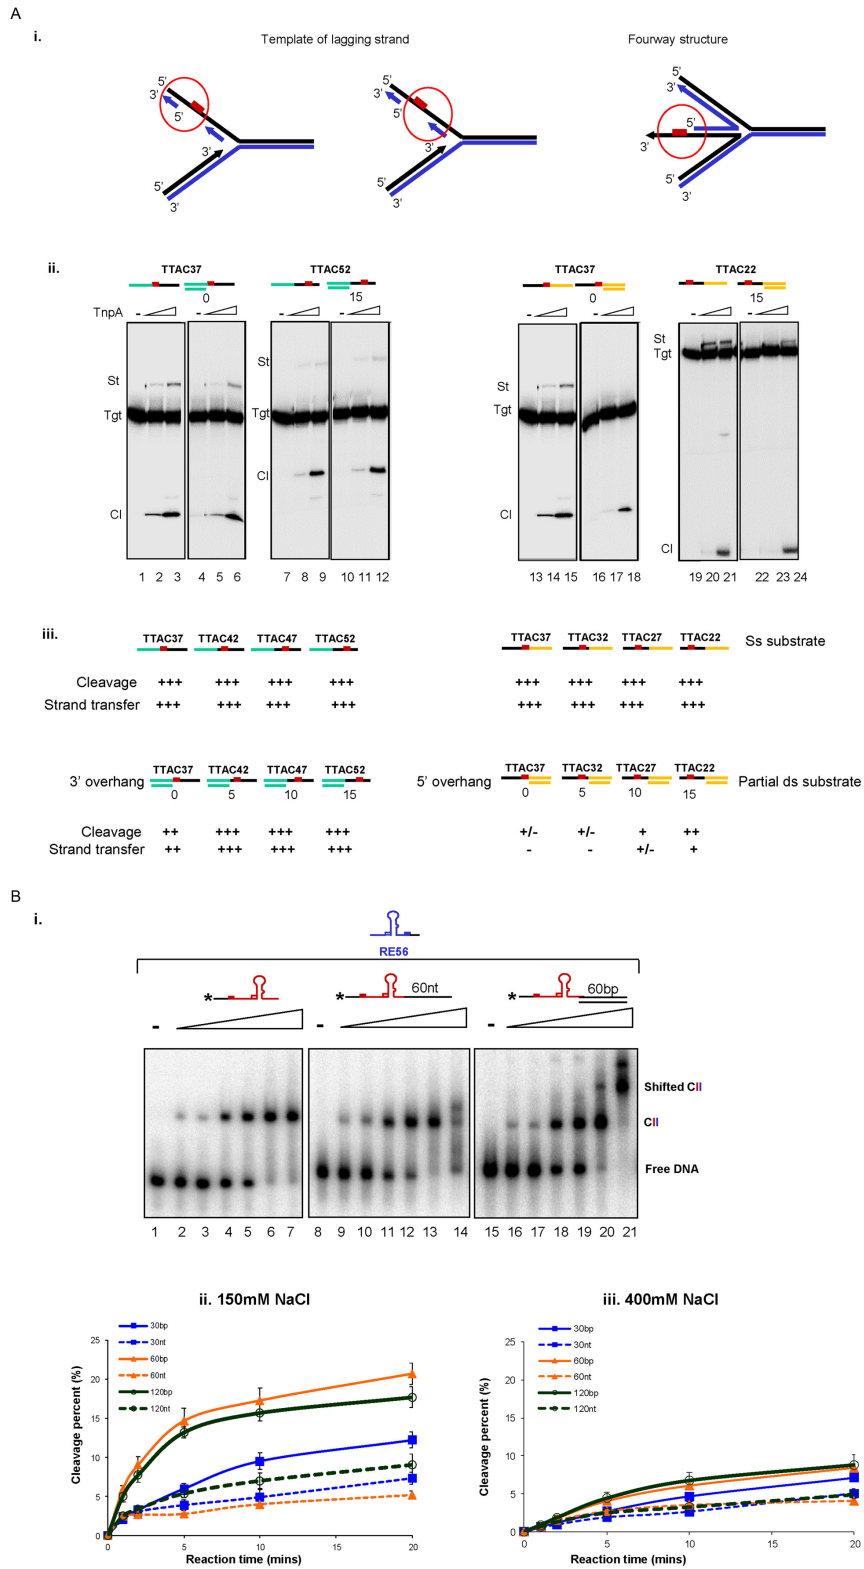 A
i.
Template of lagging strand
Fourway structure
5'
3'
5'
3'
5'
3'
5'
3'
5'
3'
5'
3'
5'
3'
5'
3'
5'
3'
ii.
TTAC37
TTAC52
TTAC37
TTAC22
0
15
0
15
TnpA
-
-
-
-
-
-
-
-
St
Tgt
Cl
St
Tgt
Cl
St
Tgt
Cl
St
Tgt
Cl
1 2 3 4 5 6 7 8 9 10 11 12
13 14 15 16 17 18 19 20 21 22 23 24
iii.
TTAC37 TTAC42 TTAC47 TTAC52
TTAC37 TTAC32 TTAC27 TTAC22
Ss substrate
Cleavage +++ +++ +++ +++ +++ +++ +++ +++
Strand transfer +++ +++ +++ +++ +++ +++ +++ +++
TTAC37 TTAC42 TTAC47 TTAC52
TTAC37 TTAC32 TTAC27 TTAC22
3' overhang
5' overhang
Partial ds substrate
0 5 10 15
0 5 10 15
Cleavage ++ +++ +++ +++ +/- +/- + ++
Strand transfer ++ +++ +++ +++ - - +/- +
B
i.
RE56
*
* 60nt
* 60bp
-
-
-
Shifted CII
CII
Free DNA
1 2 3 4 5 6 7 8 9 10 11 12 13 14 15 16 17 18 19 20 21
ii. 150mM NaCl
30bp
30nt
60bp
60nt
120bp
120nt
Cleavage percent (%)
25
20
15
10
5
0
0 5 10 15 20
Reaction time (mins)
iii. 400mM NaCl
30bp
30nt
60bp
60nt
120bp
120nt
Cleavage percent (%)
25
20
15
10
5
0
0 5 10 15 20
Reaction time (mins)